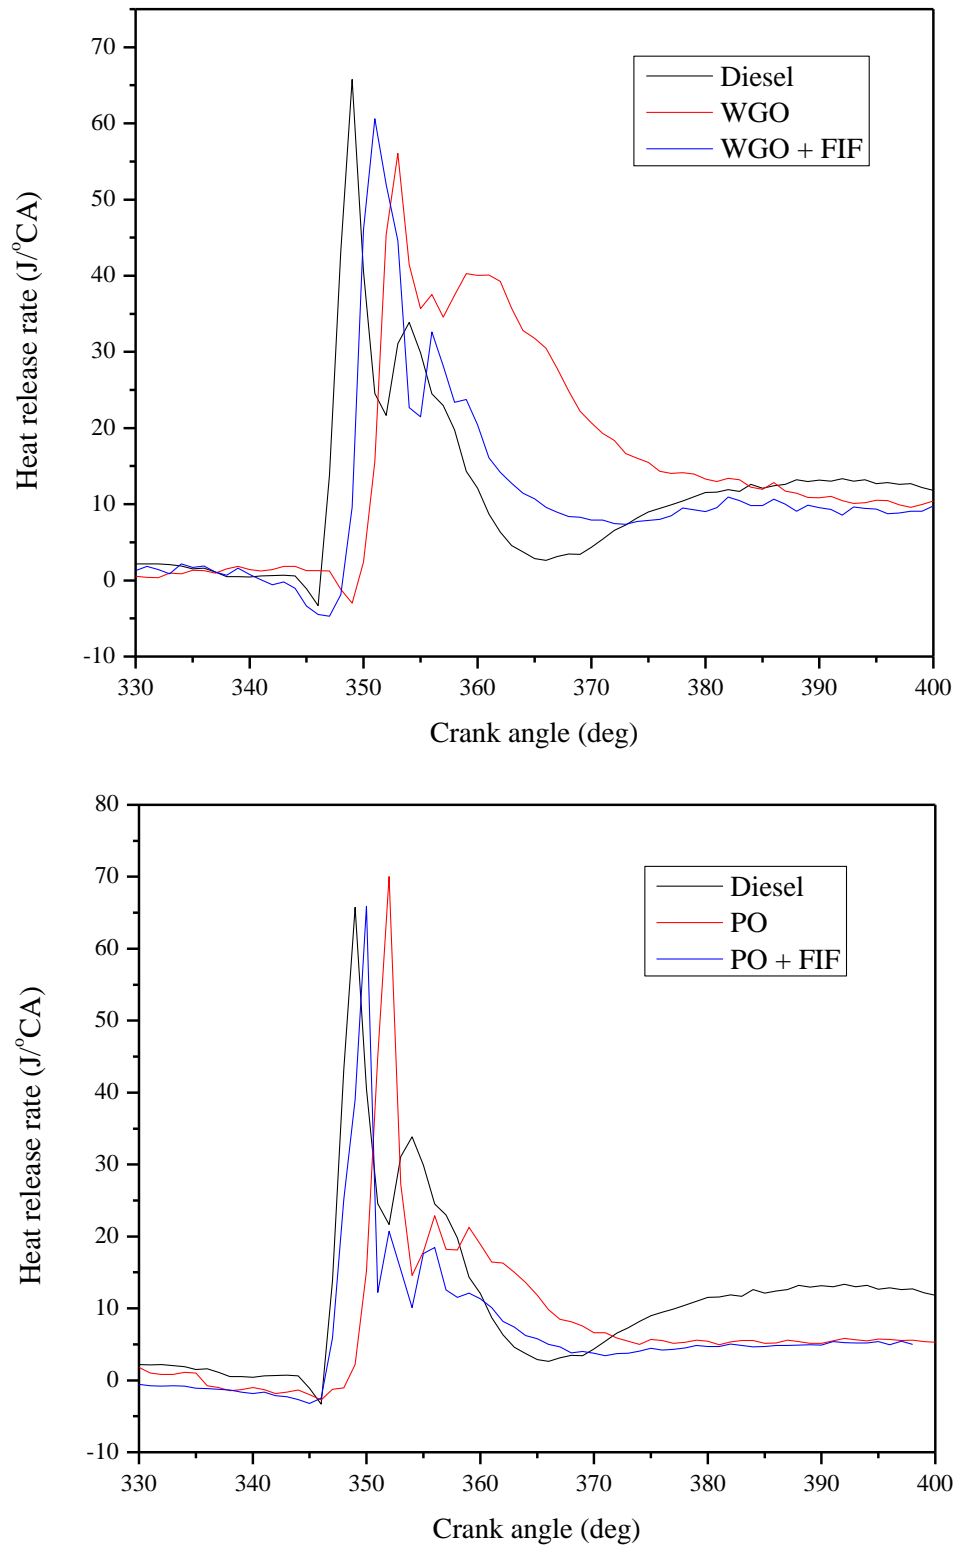 70
60
50
40
30
20
10
0
-10
Heat release rate (J/°CA)
Diesel
WGO
WGO + FIF
330 340 350 360 370 380 390 400
Crank angle (deg)
80
70
60
50
40
30
20
10
0
-10
Heat release rate (J/°CA)
Diesel
PO
PO + FIF
330 340 350 360 370 380 390 400
Crank angle (deg)